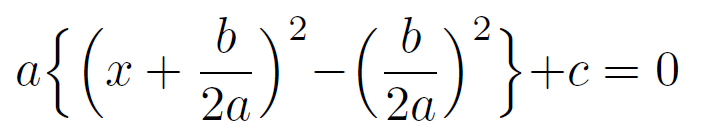 a{(x + b/2a)² − (b/2a)²} + c = 0